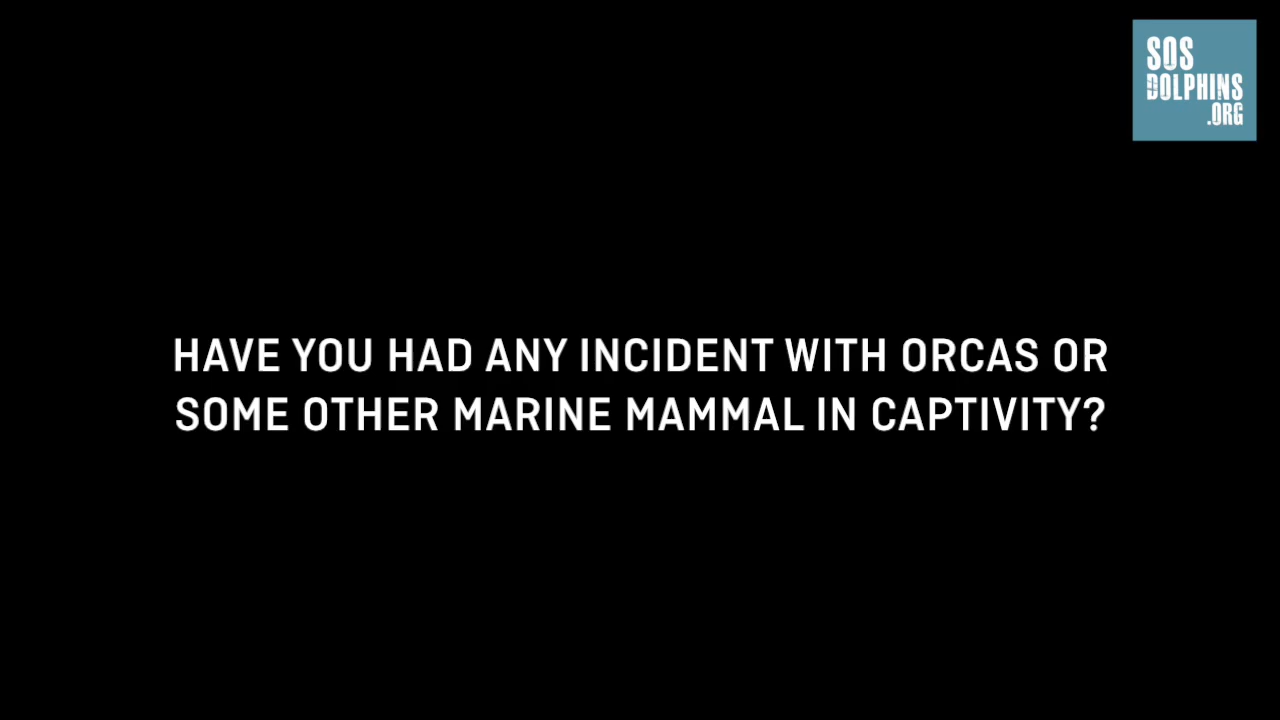 SOS
DOLPHINS
.ORG
HAVE YOU HAD ANY INCIDENT WITH ORCAS OR
SOME OTHER MARINE MAMMAL IN CAPTIVITY?